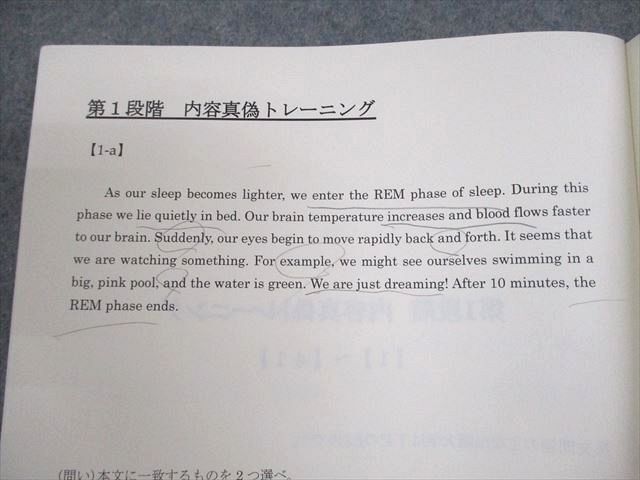 第1段階 内容真偽トレーニング
【1-a】
As our sleep becomes lighter, we enter the REM phase of sleep. During this
phase we lie quietly in bed. Our brain temperature increases and blood flows faster
to our brain. Suddenly, our eyes begin to move rapidly back and forth. It seems that
we are watching something. For example, we might see ourselves swimming in a
big, pink pool, and the water is green. We are just dreaming! After 10 minutes, the
REM phase ends.
(問い)本文に一致するものを2つ選べ。